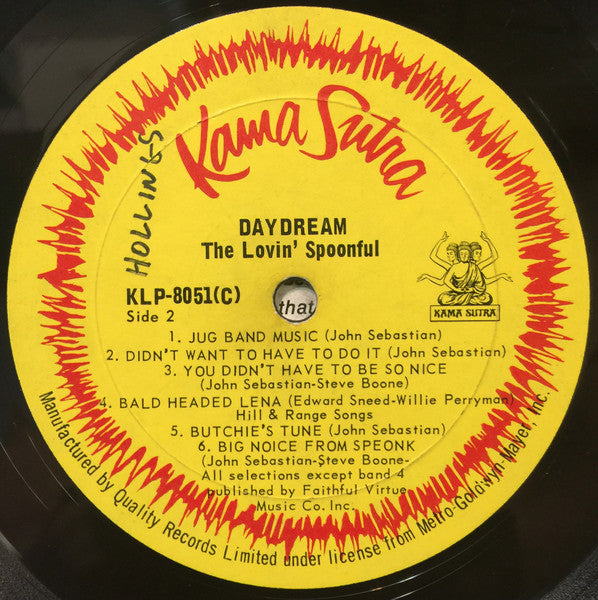 Kama Sutra
HOLLINGS
DAYDREAM
The Lovin' Spoonful
KLP-8051(C)
Side 2
that
KAMA SUTRA
1. JUG BAND MUSIC (John Sebastian)
2. DIDN'T WANT TO HAVE TO DO IT (John Sebastian)
3. YOU DIDN'T HAVE TO BE SO NICE
(John Sebastian-Steve Boone)
4. BALD HEADED LENA (Edward Sneed-Willie Perryman)
Hill & Range Songs
5. BUTCHIE'S TUNE (John Sebastian)
6. BIG NOICE FROM SPEONK
(John Sebastian-Steve Boone-
All selections except band 4
published by Faithful Virtue
Music Co. Inc.
Manufactured by Quality Records Limited under license from Metro-Goldwyn-Mayer, Inc.